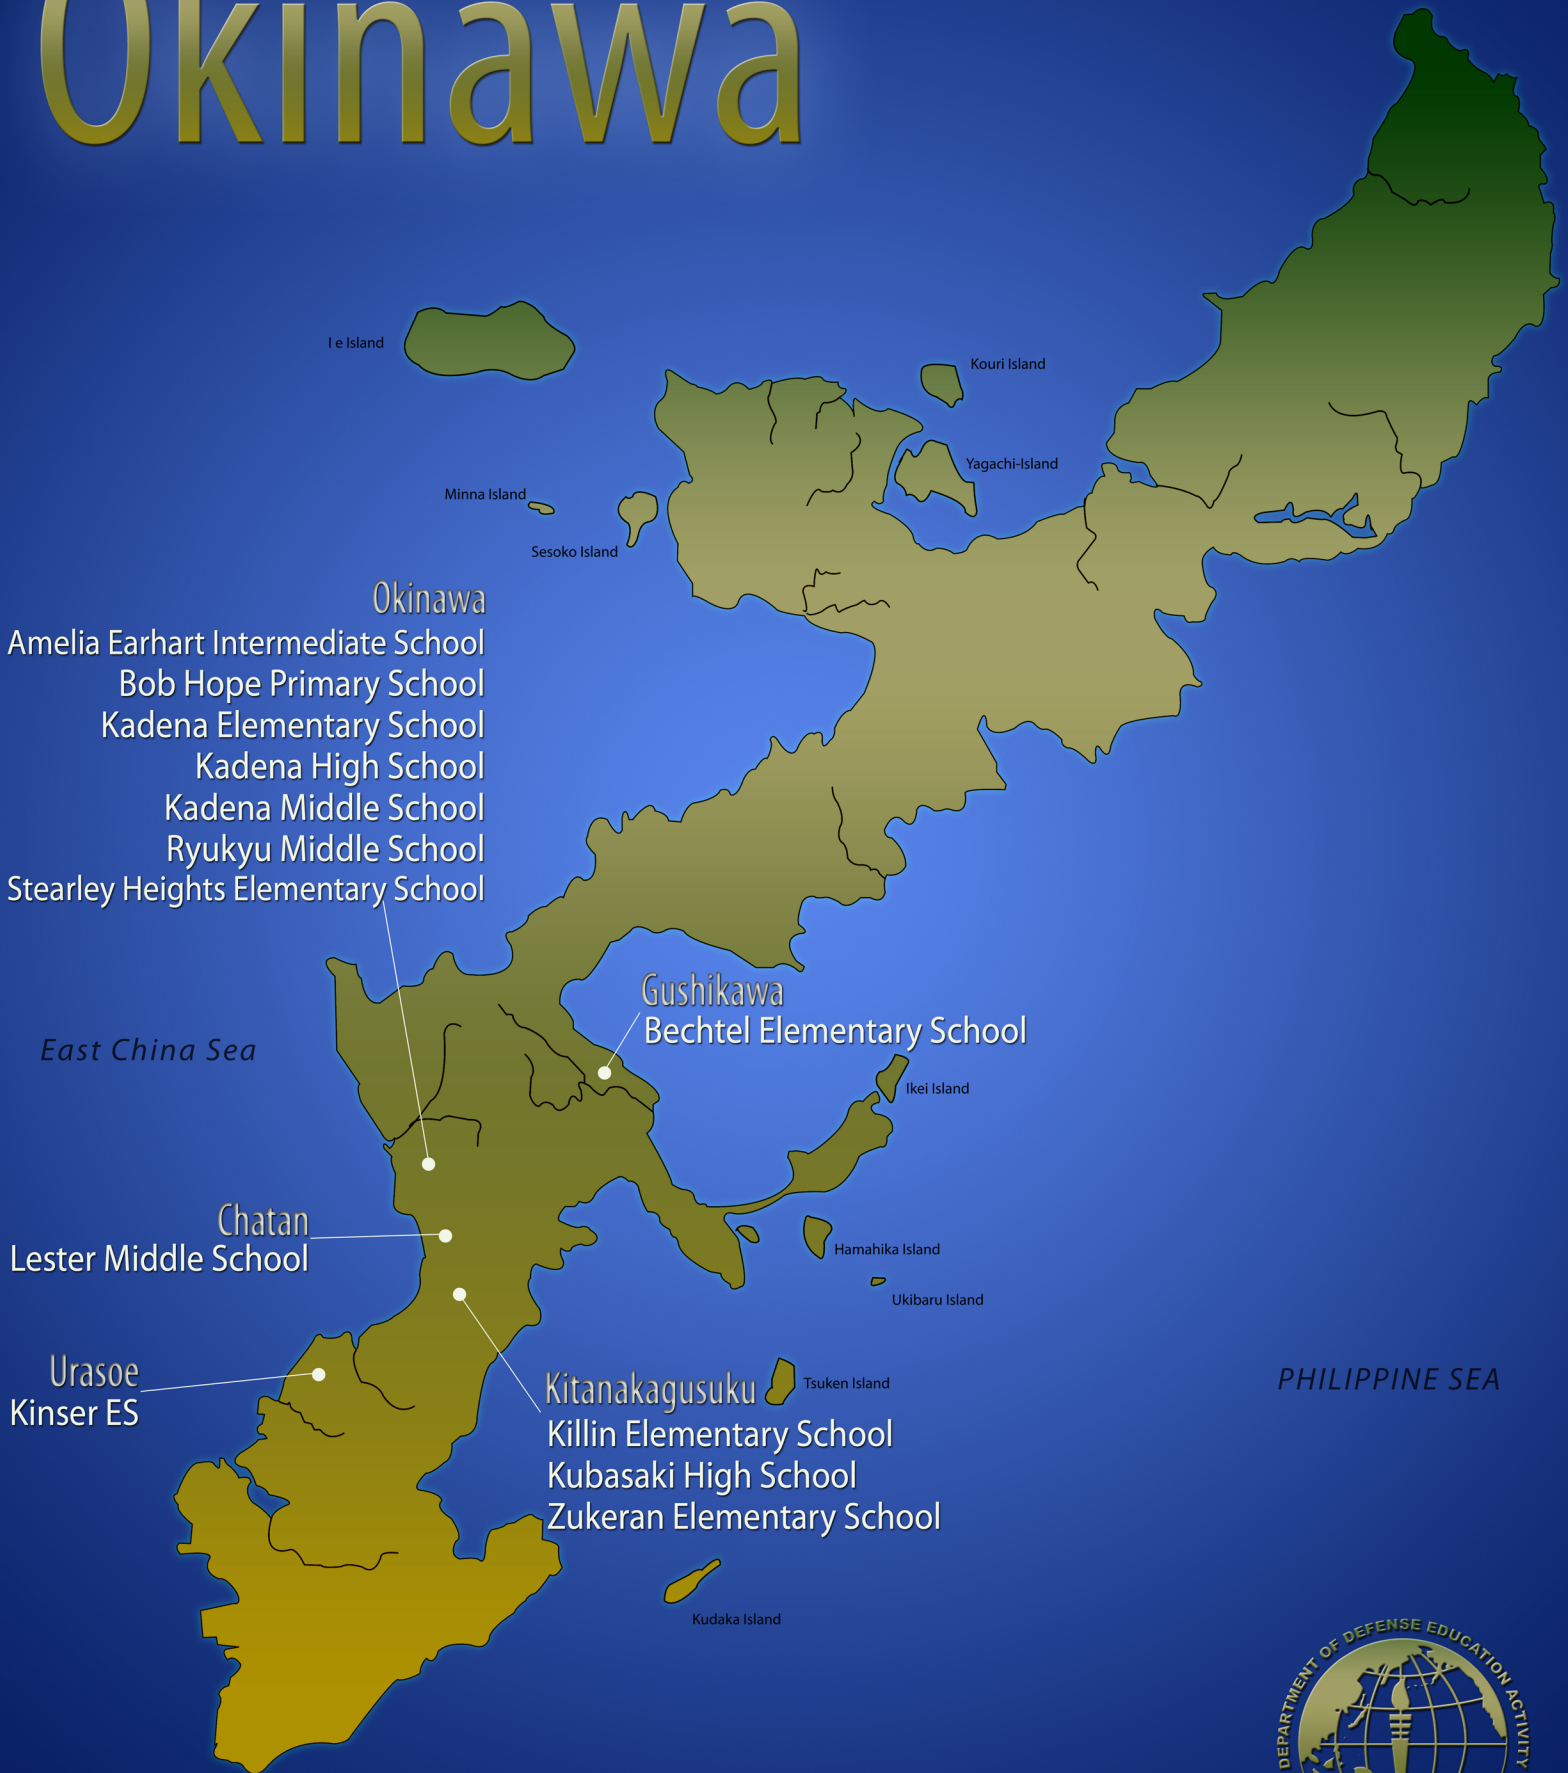 Okinawa
I e Island
Kouri Island
Yagachi-Island
Minna Island
Sesoko Island
Okinawa
Amelia Earhart Intermediate School
Bob Hope Primary School
Kadena Elementary School
Kadena High School
Kadena Middle School
Ryukyu Middle School
Stearley Heights Elementary School
Gushikawa
Bechtel Elementary School
East China Sea
Ikei Island
Chatan
Lester Middle School
Hamahika Island
Ukibaru Island
Urasoe
Kinser ES
Tsuken Island
PHILIPPINE SEA
Kitanakagusuku
Killin Elementary School
Kubasaki High School
Zukeran Elementary School
Kudaka Island
DEPARTMENT OF DEFENSE EDUCATION ACTIVITY